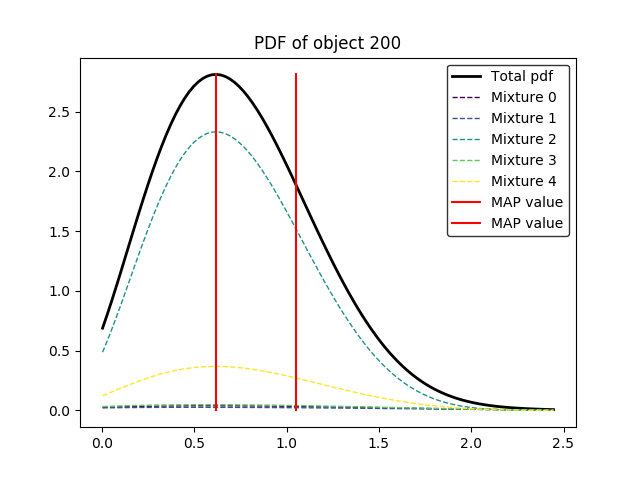 PDF of object 200
Total pdf
Mixture 0
Mixture 1
Mixture 2
Mixture 3
Mixture 4
MAP value
MAP value
2.5
2.0
1.5
1.0
0.5
0.0
0.0 0.5 1.0 1.5 2.0 2.5